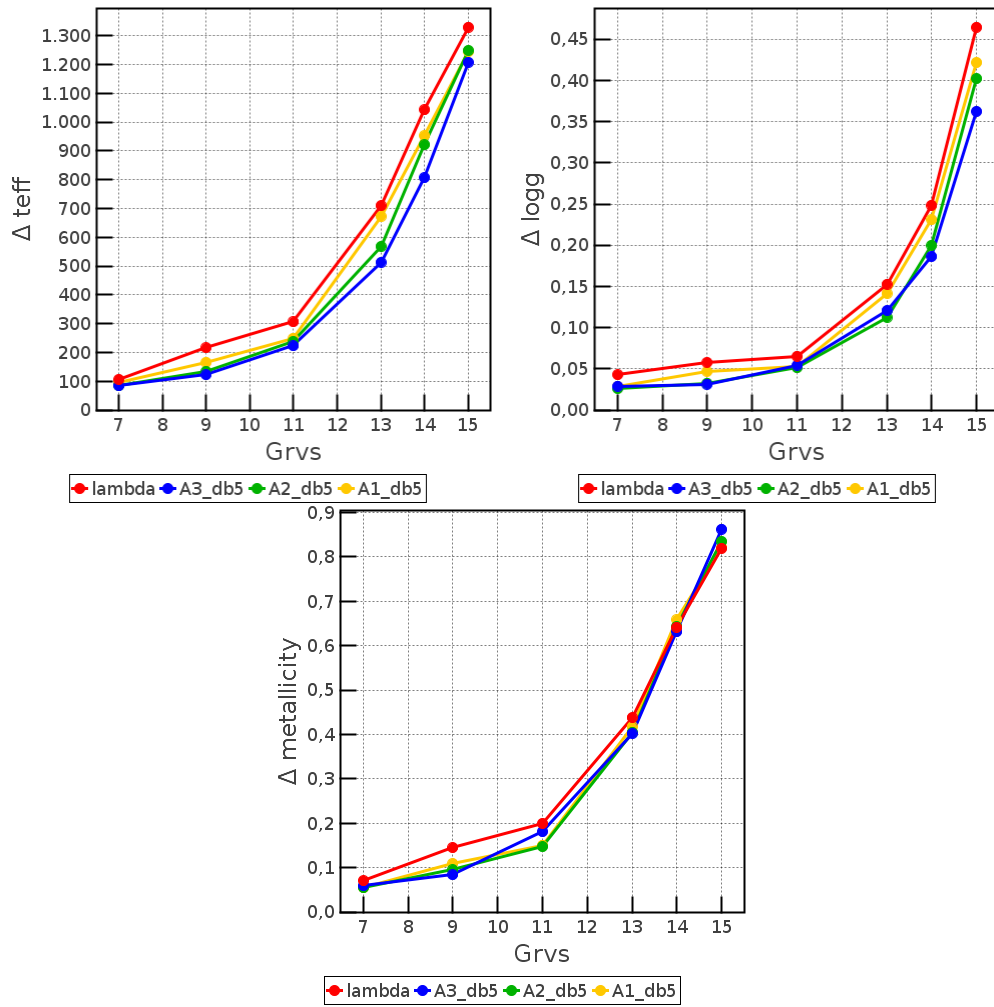 1.300
1.200
1.100
1.000
900
800
700
600
500
400
300
200
100
0
Δ teff
7 8 9 10 11 12 13 14 15
Grvs
lambda A3_db5 A2_db5 A1_db5
0,45
0,40
0,35
0,30
0,25
0,20
0,15
0,10
0,05
0,00
Δ logg
7 8 9 10 11 12 13 14 15
Grvs
lambda A3_db5 A2_db5 A1_db5
0,9
0,8
0,7
0,6
0,5
0,4
0,3
0,2
0,1
0,0
Δ metallicity
7 8 9 10 11 12 13 14 15
Grvs
lambda A3_db5 A2_db5 A1_db5